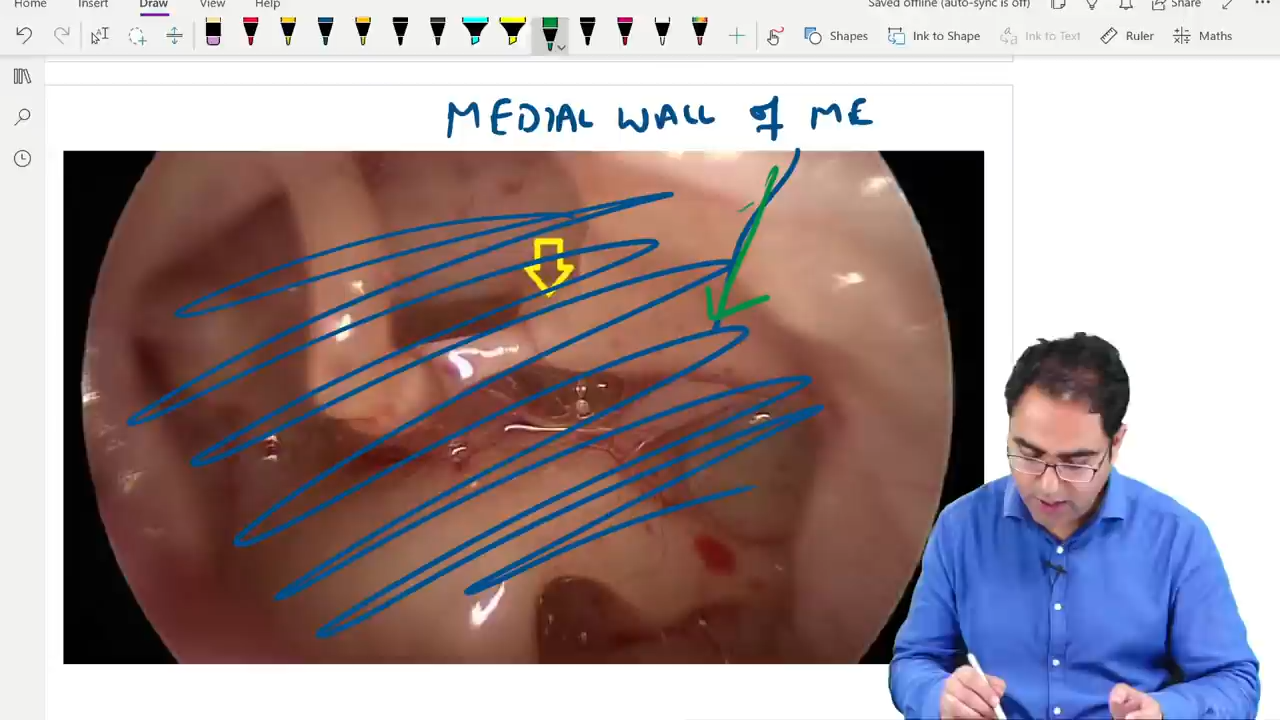 Home Insert Draw View Help Saved offline (auto-sync is off) Share
Shapes Ink to Shape Ink to Text Ruler Maths
MEDIAL WALL of ME